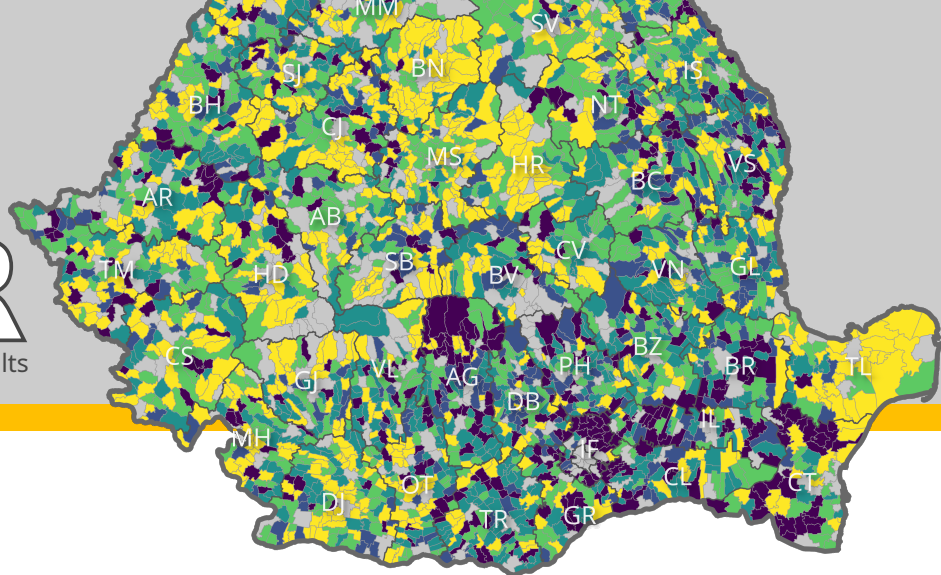 MM
SV
SJ
BN
IS
BH
NT
CJ
MS
HR
VS
BC
AR
AB
CV
SB
TM
HD
BV
VN
GL
R
lts
CS
BZ
VL
PH
BR
TL
GJ
AG
DB
IL
MH
IF
CL
CT
OT
DJ
TR
GR